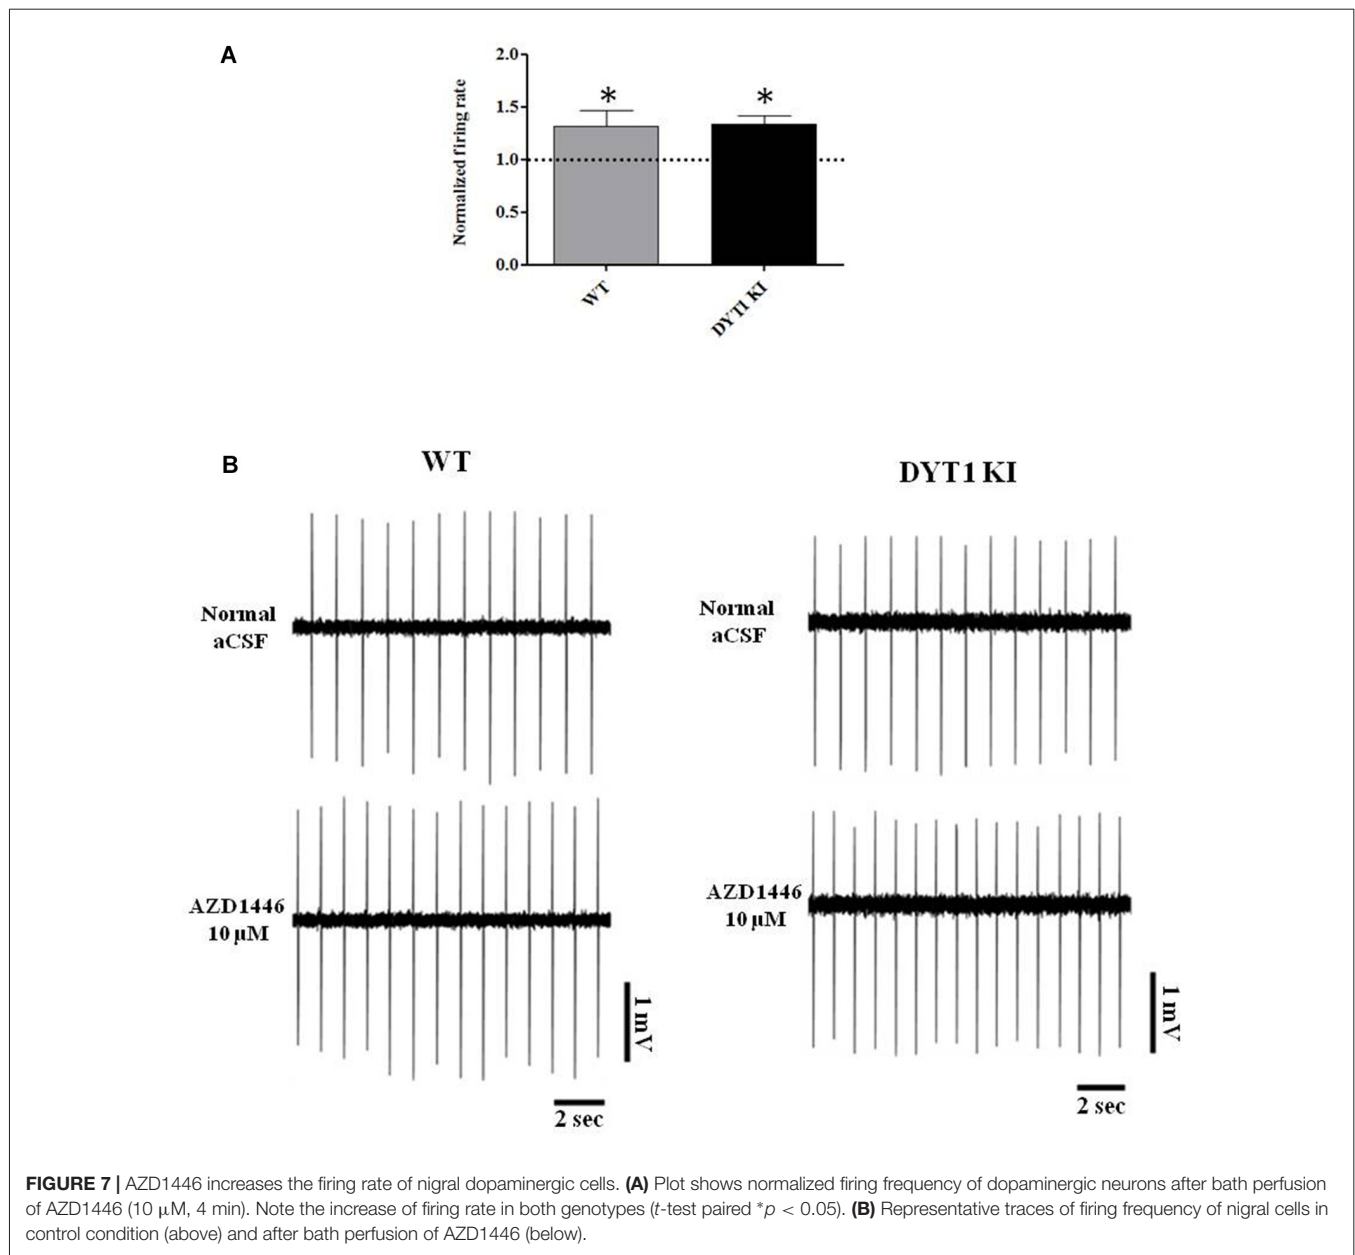 A
2.0
1.5
1.0
0.5
0.0
Normalized firing rate
*
*
WT
DYT1 KI
B
WT
DYT1 KI
Normal
aCSF
Normal
aCSF
AZD1446
10 µM
AZD1446
10 µM
1 mV
1 mV
2 sec
2 sec
FIGURE 7 | AZD1446 increases the firing rate of nigral dopaminergic cells. (A) Plot shows normalized firing frequency of dopaminergic neurons after bath perfusion
of AZD1446 (10 µM, 4 min). Note the increase of firing rate in both genotypes (t-test paired *p < 0.05). (B) Representative traces of firing frequency of nigral cells in
control condition (above) and after bath perfusion of AZD1446 (below).